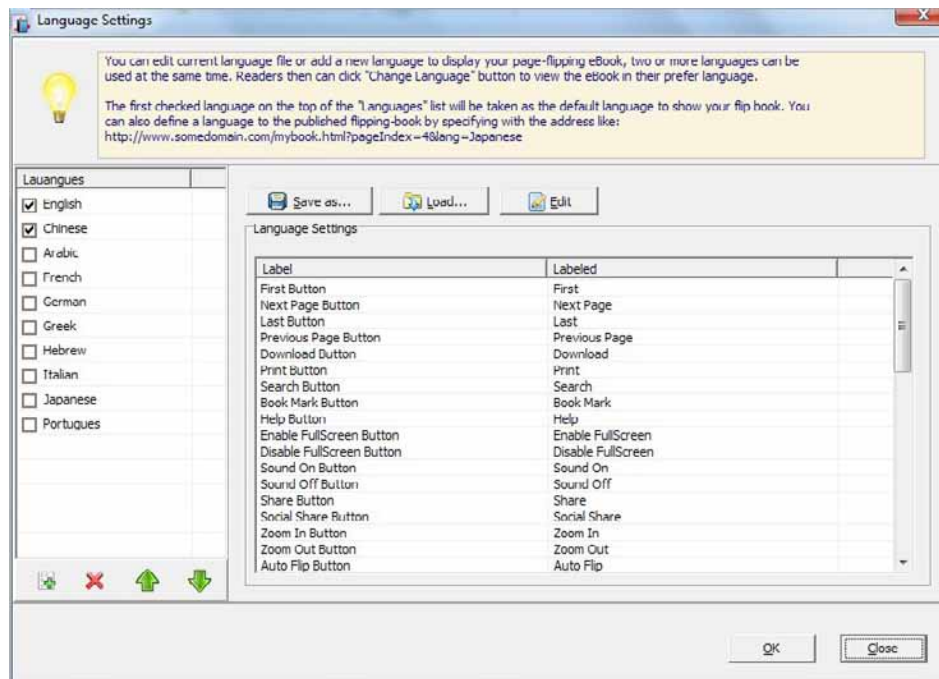 Language Settings
You can edit current language file or add a new language to display your page-flipping eBook, two or more languages can be
used at the same time. Readers then can click "Change Language" button to view the eBook in their prefer language.
The first checked language on the top of the "Languages" list will be taken as the default language to show your flip book. You
can also define a language to the published flipping-book by specifying with the address like:
http://www.somedomain.com/mybook.html?pageIndex=4&lang=Japanese
Lauangues
English
Chinese
Arabic
French
German
Greek
Hebrew
Italian
Japanese
Portugues
Save as... Load... Edit
Language Settings
Label Labeled
First Button First
Next Page Button Next Page
Last Button Last
Previous Page Button Previous Page
Download Button Download
Print Button Print
Search Button Search
Book Mark Button Book Mark
Help Button Help
Enable FullScreen Button Enable FullScreen
Disable FullScreen Button Disable FullScreen
Sound On Button Sound On
Sound Off Button Sound Off
Share Button Share
Social Share Button Social Share
Zoom In Button Zoom In
Zoom Out Button Zoom Out
Auto Flip Button Auto Flip
OK Close